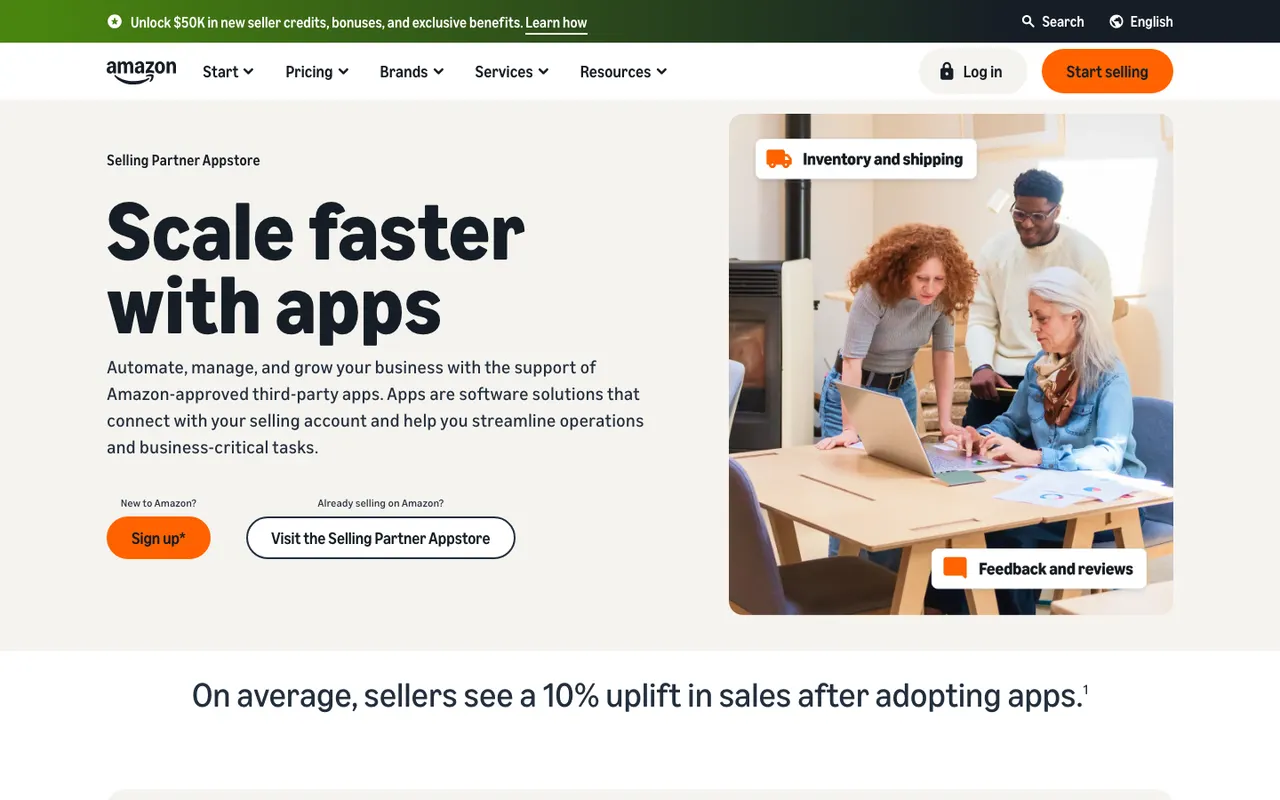 Unlock $50K in new seller credits, bonuses, and exclusive benefits. Learn how
Search
English
amazon
Start
Pricing
Brands
Services
Resources
Log in
Start selling
Selling Partner Appstore
Scale faster
with apps
Automate, manage, and grow your business with the support of
Amazon-approved third-party apps. Apps are software solutions that
connect with your selling account and help you streamline operations
and business-critical tasks.
New to Amazon?
Sign up*
Already selling on Amazon?
Visit the Selling Partner Appstore
Inventory and shipping
Feedback and reviews
On average, sellers see a 10% uplift in sales after adopting apps.1